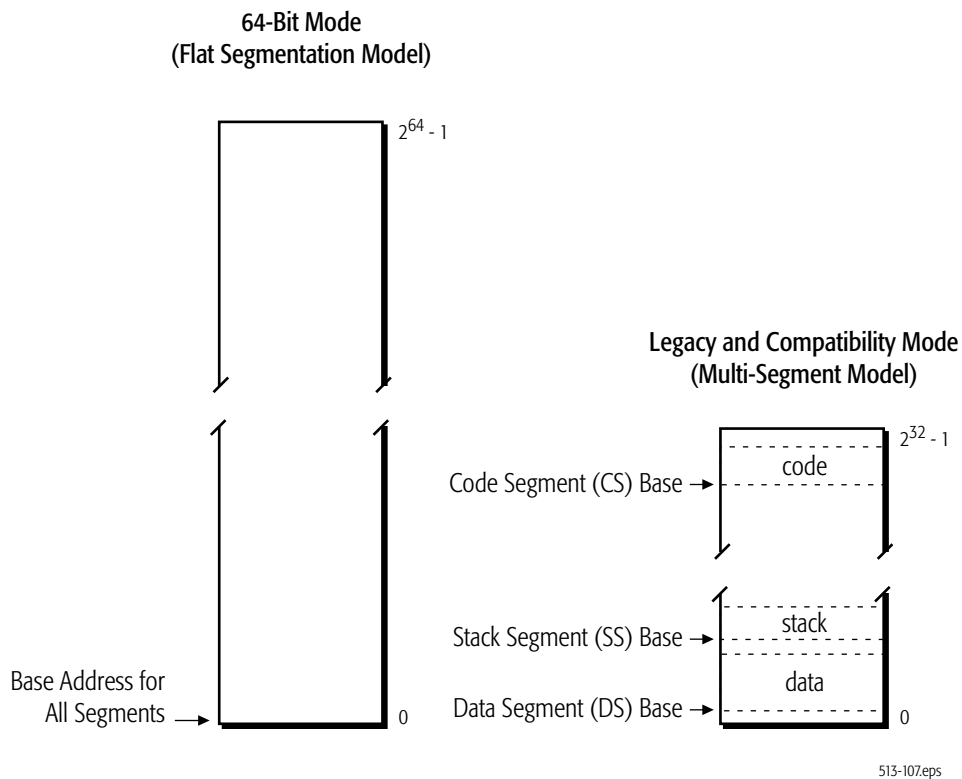 64-Bit Mode
(Flat Segmentation Model)
2^64 - 1
Legacy and Compatibility Mode
(Multi-Segment Model)
2^32 - 1
code
Code Segment (CS) Base
stack
Stack Segment (SS) Base
data
Base Address for
All Segments
0
Data Segment (DS) Base
0
513-107.eps